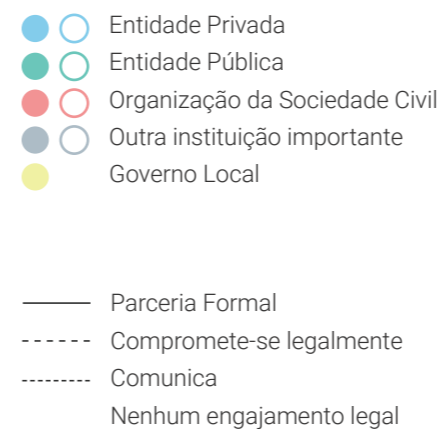 Entidade Privada
Entidade Pública
Organização da Sociedade Civil
Outra instituição importante
Governo Local
Parceria Formal
Compromete-se legalmente
Comunica
Nenhum engajamento legal